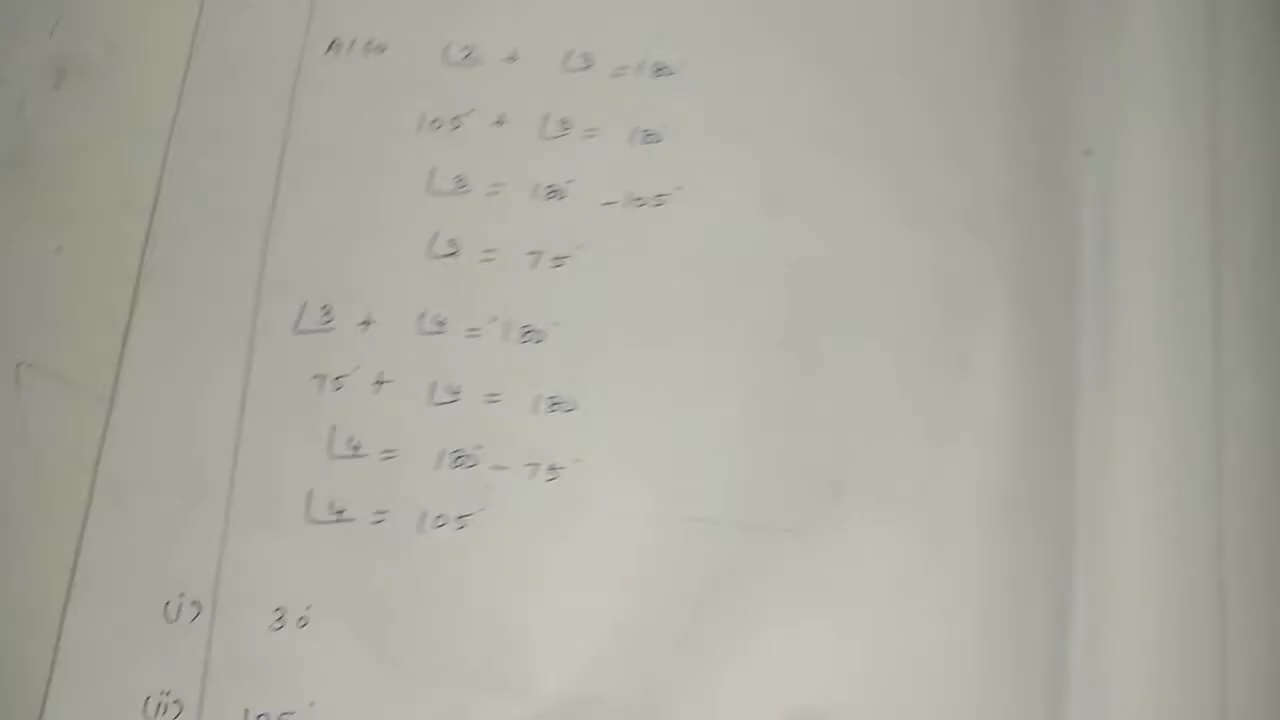 Also ∠2 + ∠3 = 180
105° + ∠3 = 180
∠3 = 180° - 105°
∠3 = 75°
∠3 + ∠4 = 180°
75° + ∠4 = 180
∠4 = 180° - 75°
∠4 = 105°
(i) 30°
(ii) 105°